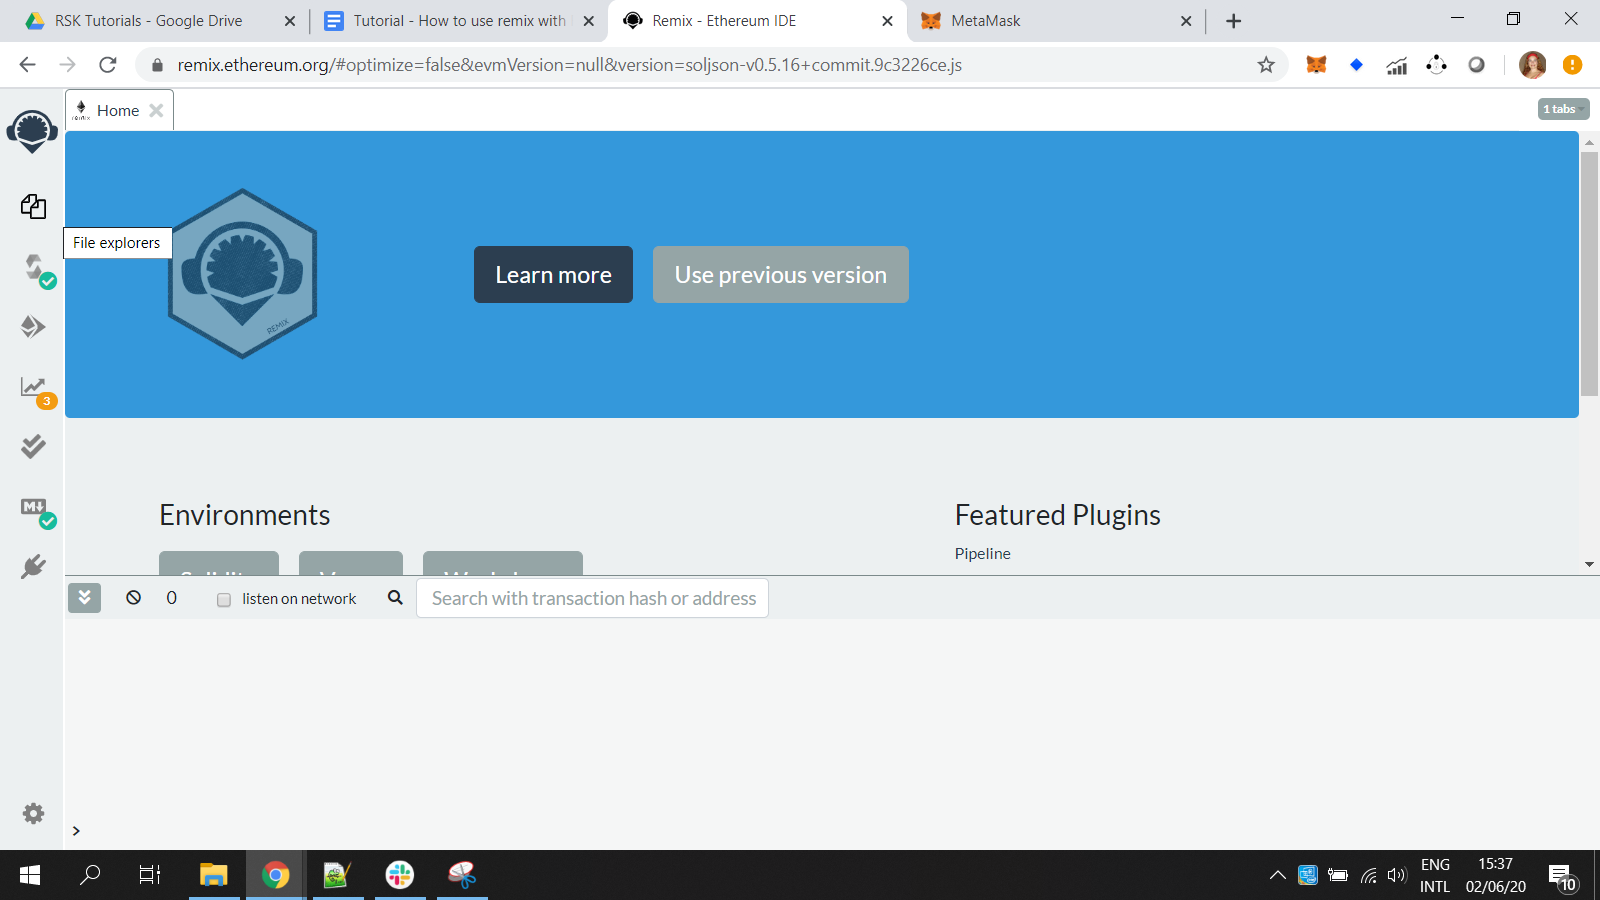 RSK Tutorials - Google Drive
Tutorial - How to use remix with
Remix - Ethereum IDE
MetaMask
remix.ethereum.org/#optimize=false&evmVersion=null&version=soljson-v0.5.16+commit.9c3226ce.js
remix
Home
1 tabs
File explorers
REMIX
Learn more
Use previous version
3
M
Environments
Featured Plugins
Pipeline
0
listen on network
Search with transaction hash or address
>
ENG
INTL
15:37
02/06/20
10